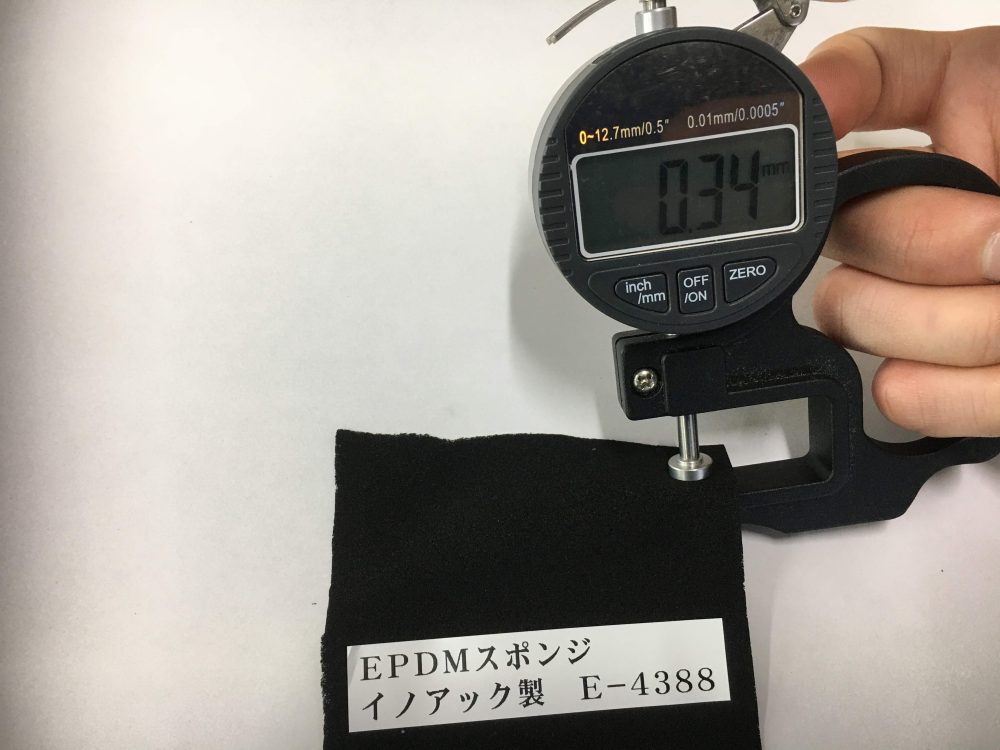 0~12.7mm/0.5" 0.01mm/0.0005"
0.34 mm
inch/mm
OFF/ON
ZERO
EPDMスポンジ
イノアック製 E-4388